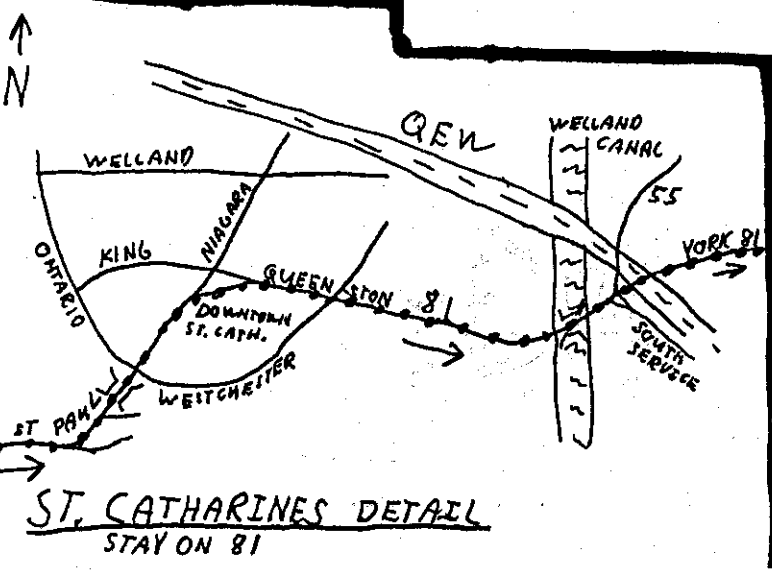 N
QEW
WELLAND
CANAL
WELLAND
55
NIAGARA
YORK 81
ONTARIO
KING
QUEENSTON 81
DOWNTOWN
ST. CATH.
SOUTH
SERVICE
WESTCHESTER
ST PAUL
ST. CATHARINES DETAIL
STAY ON 81